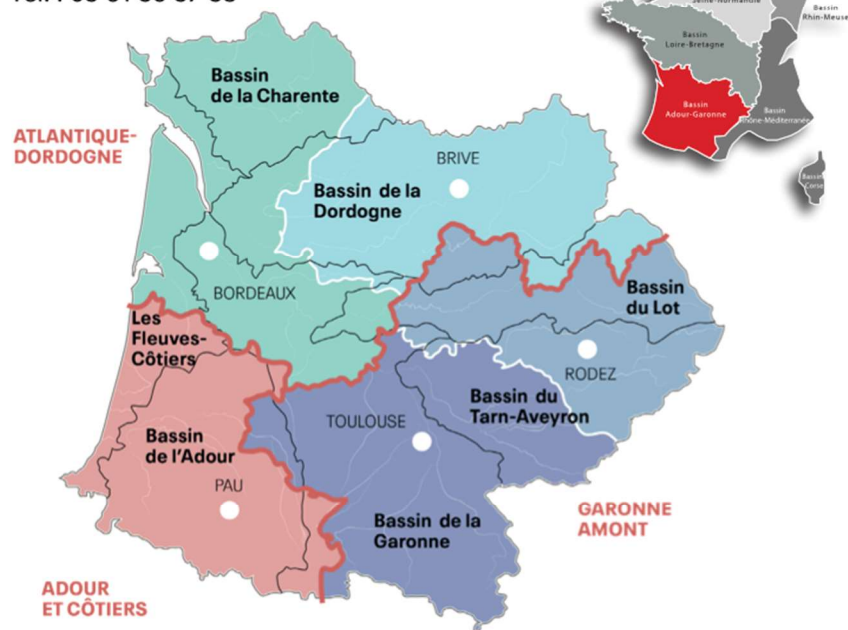 Bassin
de la Charente
ATLANTIQUE-
DORDOGNE
BRIVE
Bassin de la
Dordogne
BORDEAUX
Bassin
du Lot
Les
Fleuves-
Côtiers
RODEZ
Bassin du
Tarn-Aveyron
TOULOUSE
Bassin
de l'Adour
PAU
Bassin de la
Garonne
GARONNE
AMONT
ADOUR
ET CÔTIERS
Bassin
Rhin-Meuse
Bassin
Loire-Bretagne
Bassin
Adour-Garonne
Bassin
Rhône-Méditerranée
Bassin
Corse